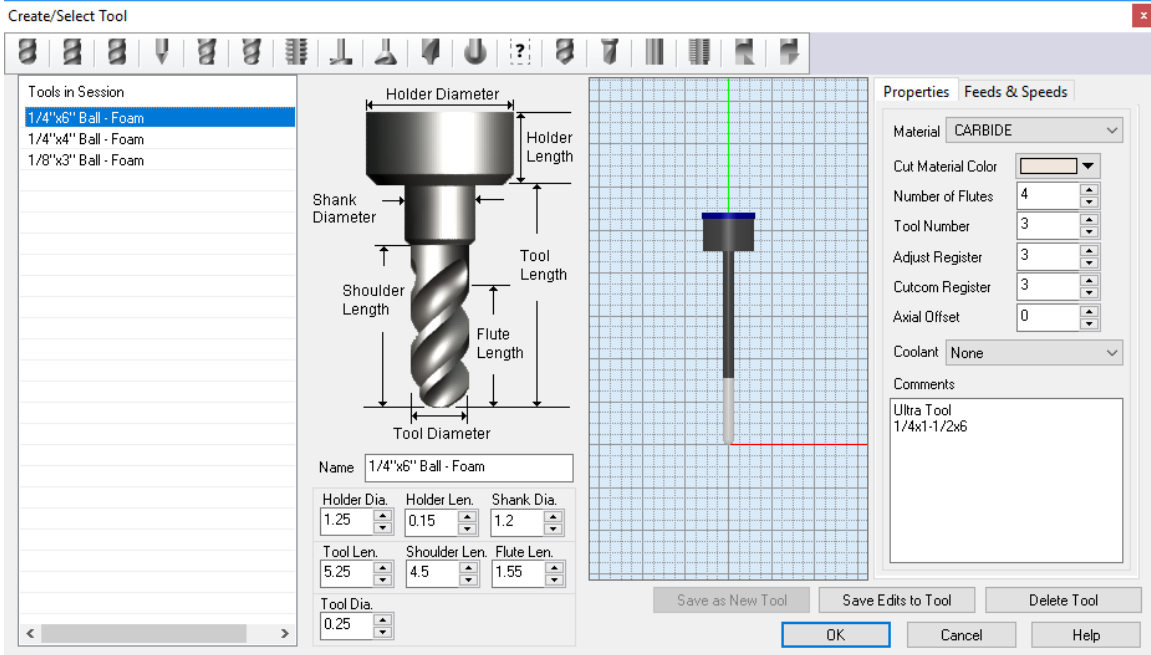 Create/Select Tool
x
?
Tools in Session
1/4"x6" Ball - Foam
1/4"x4" Ball - Foam
1/8"x3" Ball - Foam
Holder Diameter
Holder
Length
Shank
Diameter
Tool
Length
Shoulder
Length
Flute
Length
Tool Diameter
Name 1/4"x6" Ball - Foam
Holder Dia. Holder Len. Shank Dia.
1.25 0.15 1.2
Tool Len. Shoulder Len. Flute Len.
5.25 4.5 1.55
Tool Dia.
0.25
Properties Feeds & Speeds
Material CARBIDE
Cut Material Color
Number of Flutes 4
Tool Number 3
Adjust Register 3
Cutcom Register 3
Axial Offset 0
Coolant None
Comments
Ultra Tool
1/4x1-1/2x6
Save as New Tool Save Edits to Tool Delete Tool
OK Cancel Help